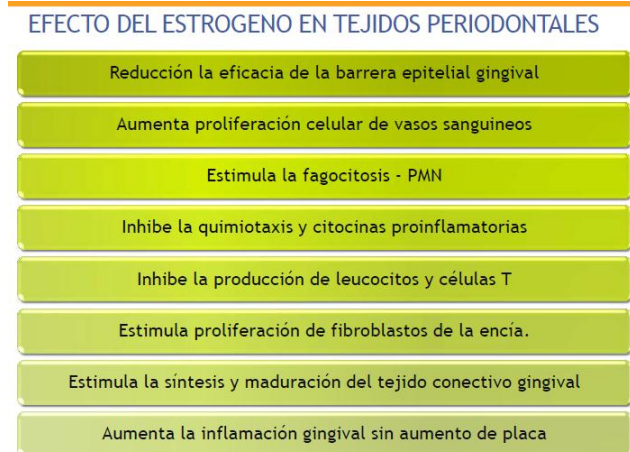 EFECTO DEL ESTROGENO EN TEJIDOS PERIODONTALES
Reducción la eficacia de la barrera epitelial gingival
Aumenta proliferación celular de vasos sanguineos
Estimula la fagocitosis - PMN
Inhibe la quimiotaxis y citocinas proinflamatorias
Inhibe la producción de leucocitos y células T
Estimula proliferación de fibroblastos de la encía.
Estimula la síntesis y maduración del tejido conectivo gingival
Aumenta la inflamación gingival sin aumento de placa